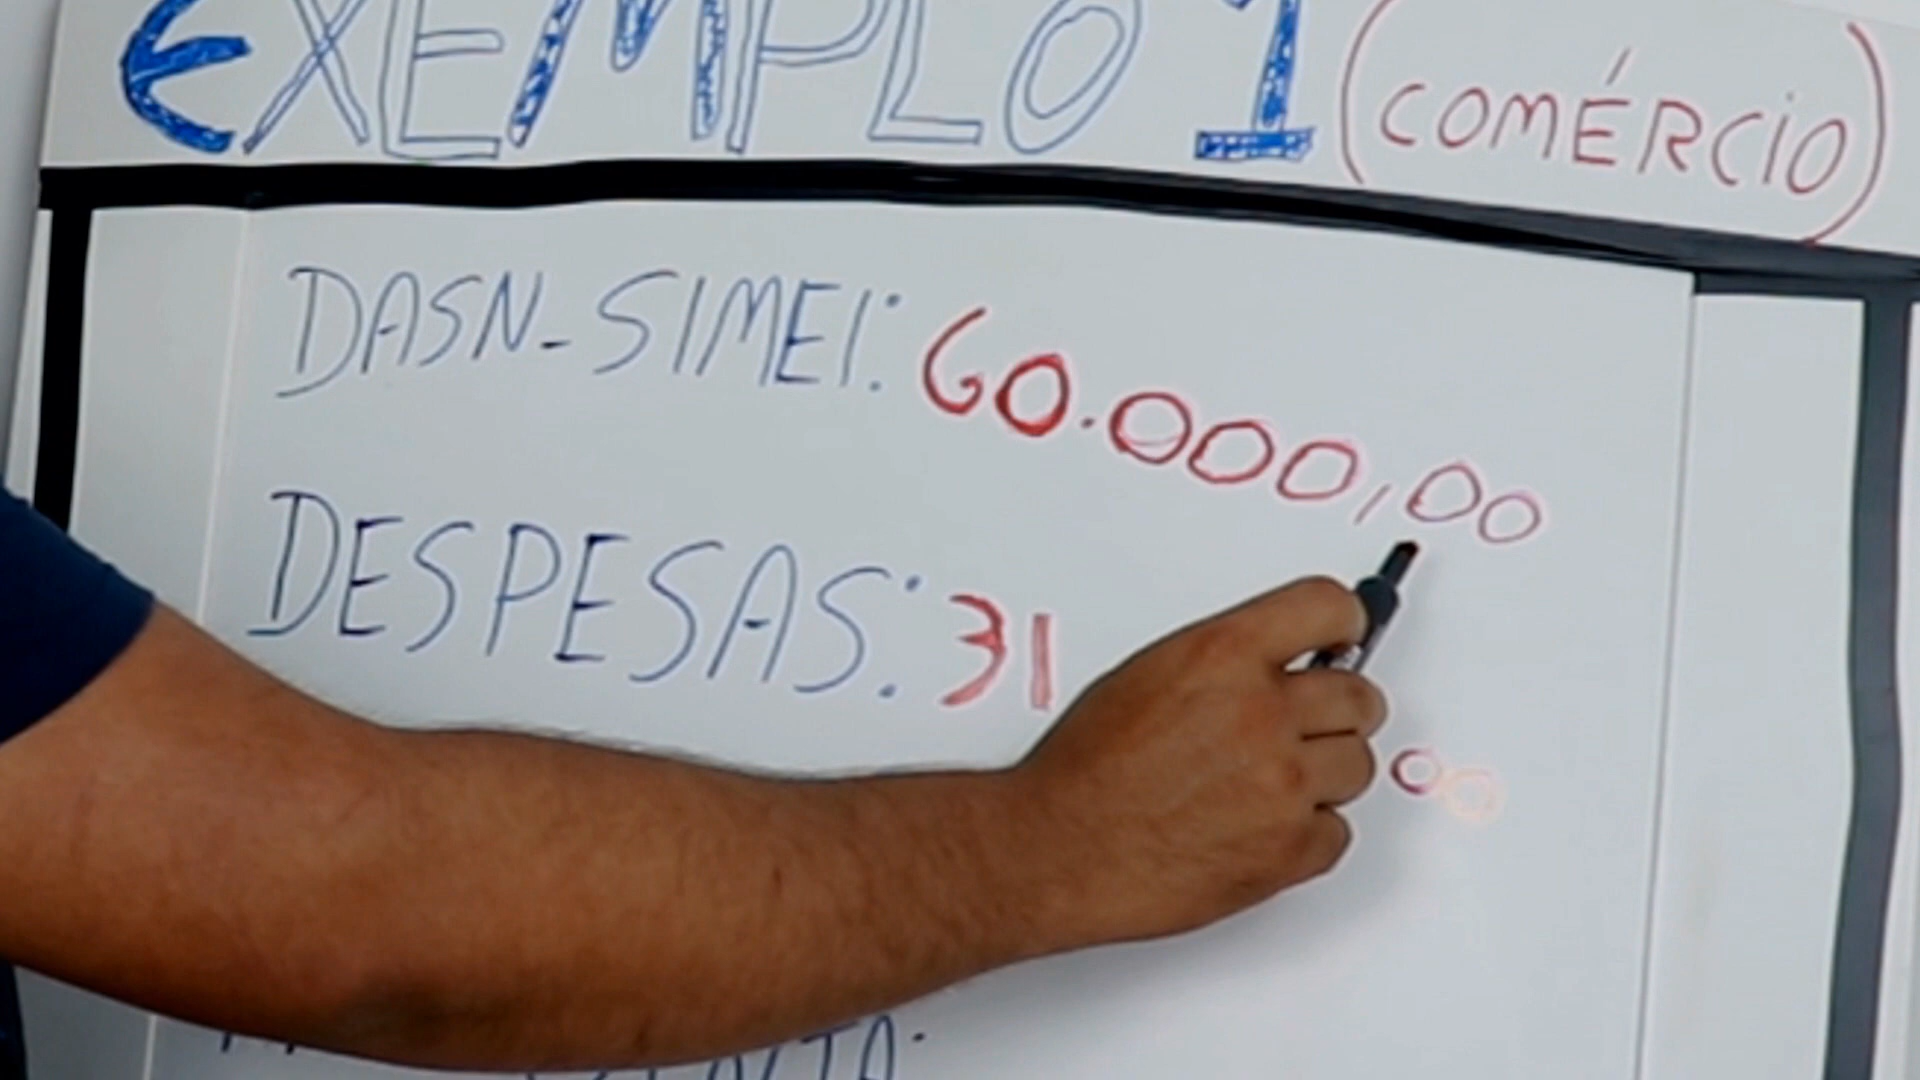 EXEMPLO 1 (COMÉRCIO)
DASN-SIMEI: 60.000,00
DESPESAS: 31